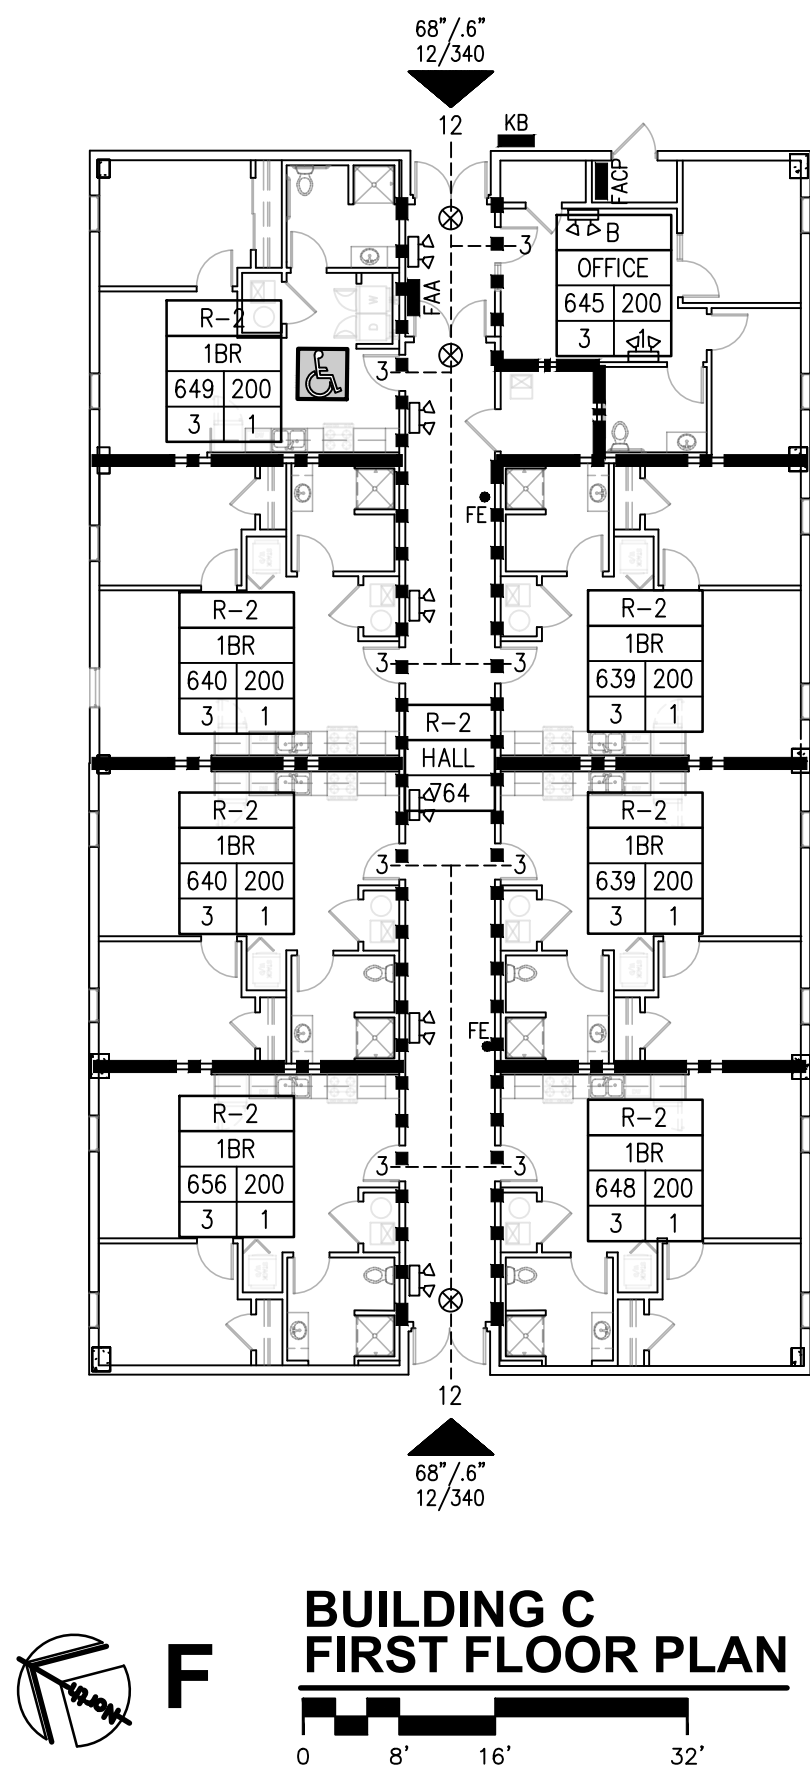 68"/.6"
12/340
12
KB
FACP
3
B
OFFICE
645 200
3 1
FAA
R-2
1BR
649 200
3 1
W
D
3
FE
R-2
1BR
640 200
3 1
3 3
R-2
1BR
639 200
3 1
R-2
HALL
764
R-2
1BR
640 200
3 1
3 3
R-2
1BR
639 200
3 1
FE
R-2
1BR
656 200
3 1
3 3
R-2
1BR
648 200
3 1
12
68"/.6"
12/340
North
F
BUILDING C
FIRST FLOOR PLAN
0 8' 16' 32'